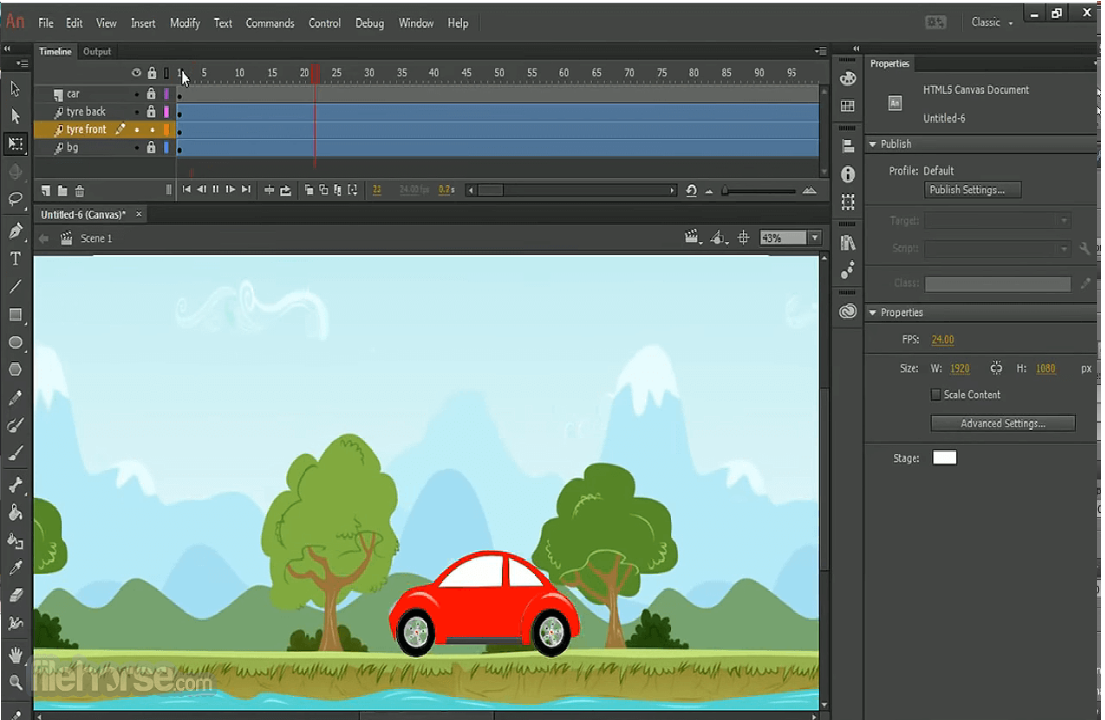 An File Edit View Insert Modify Text Commands Control Debug Window Help Classic
Timeline Output
Properties
1 5 10 15 20 25 30 35 40 45 50 55 60 65 70 75 80 85 90 95
car
tyre back
tyre front
bg
HTML5 Canvas Document
An
Untitled-6
Publish
Profile: Default
Publish Settings...
24.00 fps
Untitled-6 (Canvas)* ×
Target:
Scene 1
43%
Script:
Class:
Properties
FPS: 24.00
Size: W: 1920 H: 1080 px
Scale Content
Advanced Settings...
Stage:
filehorse.com